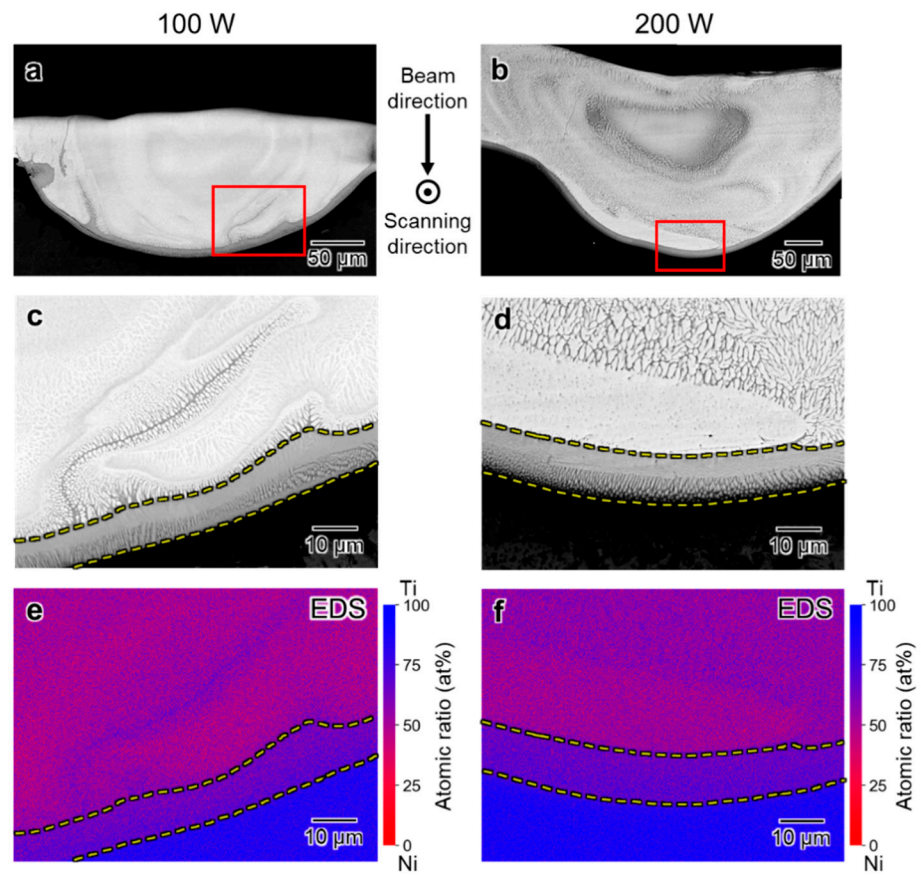 100 W
200 W
a
Beam
direction
Scanning
direction
50 μm
b
50 μm
c
10 μm
d
10 μm
e
EDS
10 μm
Ti
100
75
50
25
0
Ni
Atomic ratio (at%)
f
EDS
10 μm
Ti
100
75
50
25
0
Ni
Atomic ratio (at%)